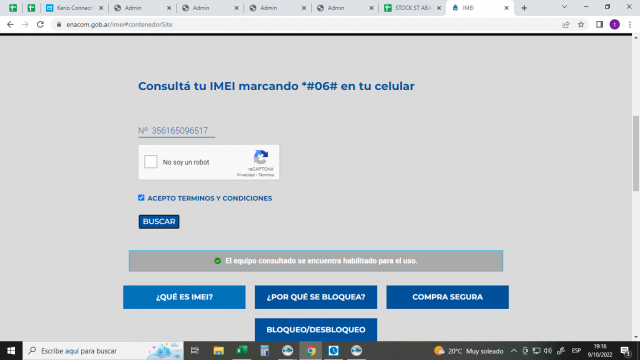 Kerio Connect
Admin
Admin
Admin
Admin
STOCK ST ABA
IMEI
enacom.gob.ar/imei#contenedorSite
t
Consultá tu IMEI marcando *#06# en tu celular
Nº 356165096517
No soy un robot
reCAPTCHA
Privacidad - Términos
ACEPTO TERMINOS Y CONDICIONES
BUSCAR
El equipo consultado se encuentra habilitado para el uso.
¿QUÉ ES IMEI? ¿POR QUÉ SE BLOQUEA? COMPRA SEGURA
BLOQUEO/DESBLOQUEO
Escribe aquí para buscar
20°C Muy soleado
ESP
19:16
9/10/2022